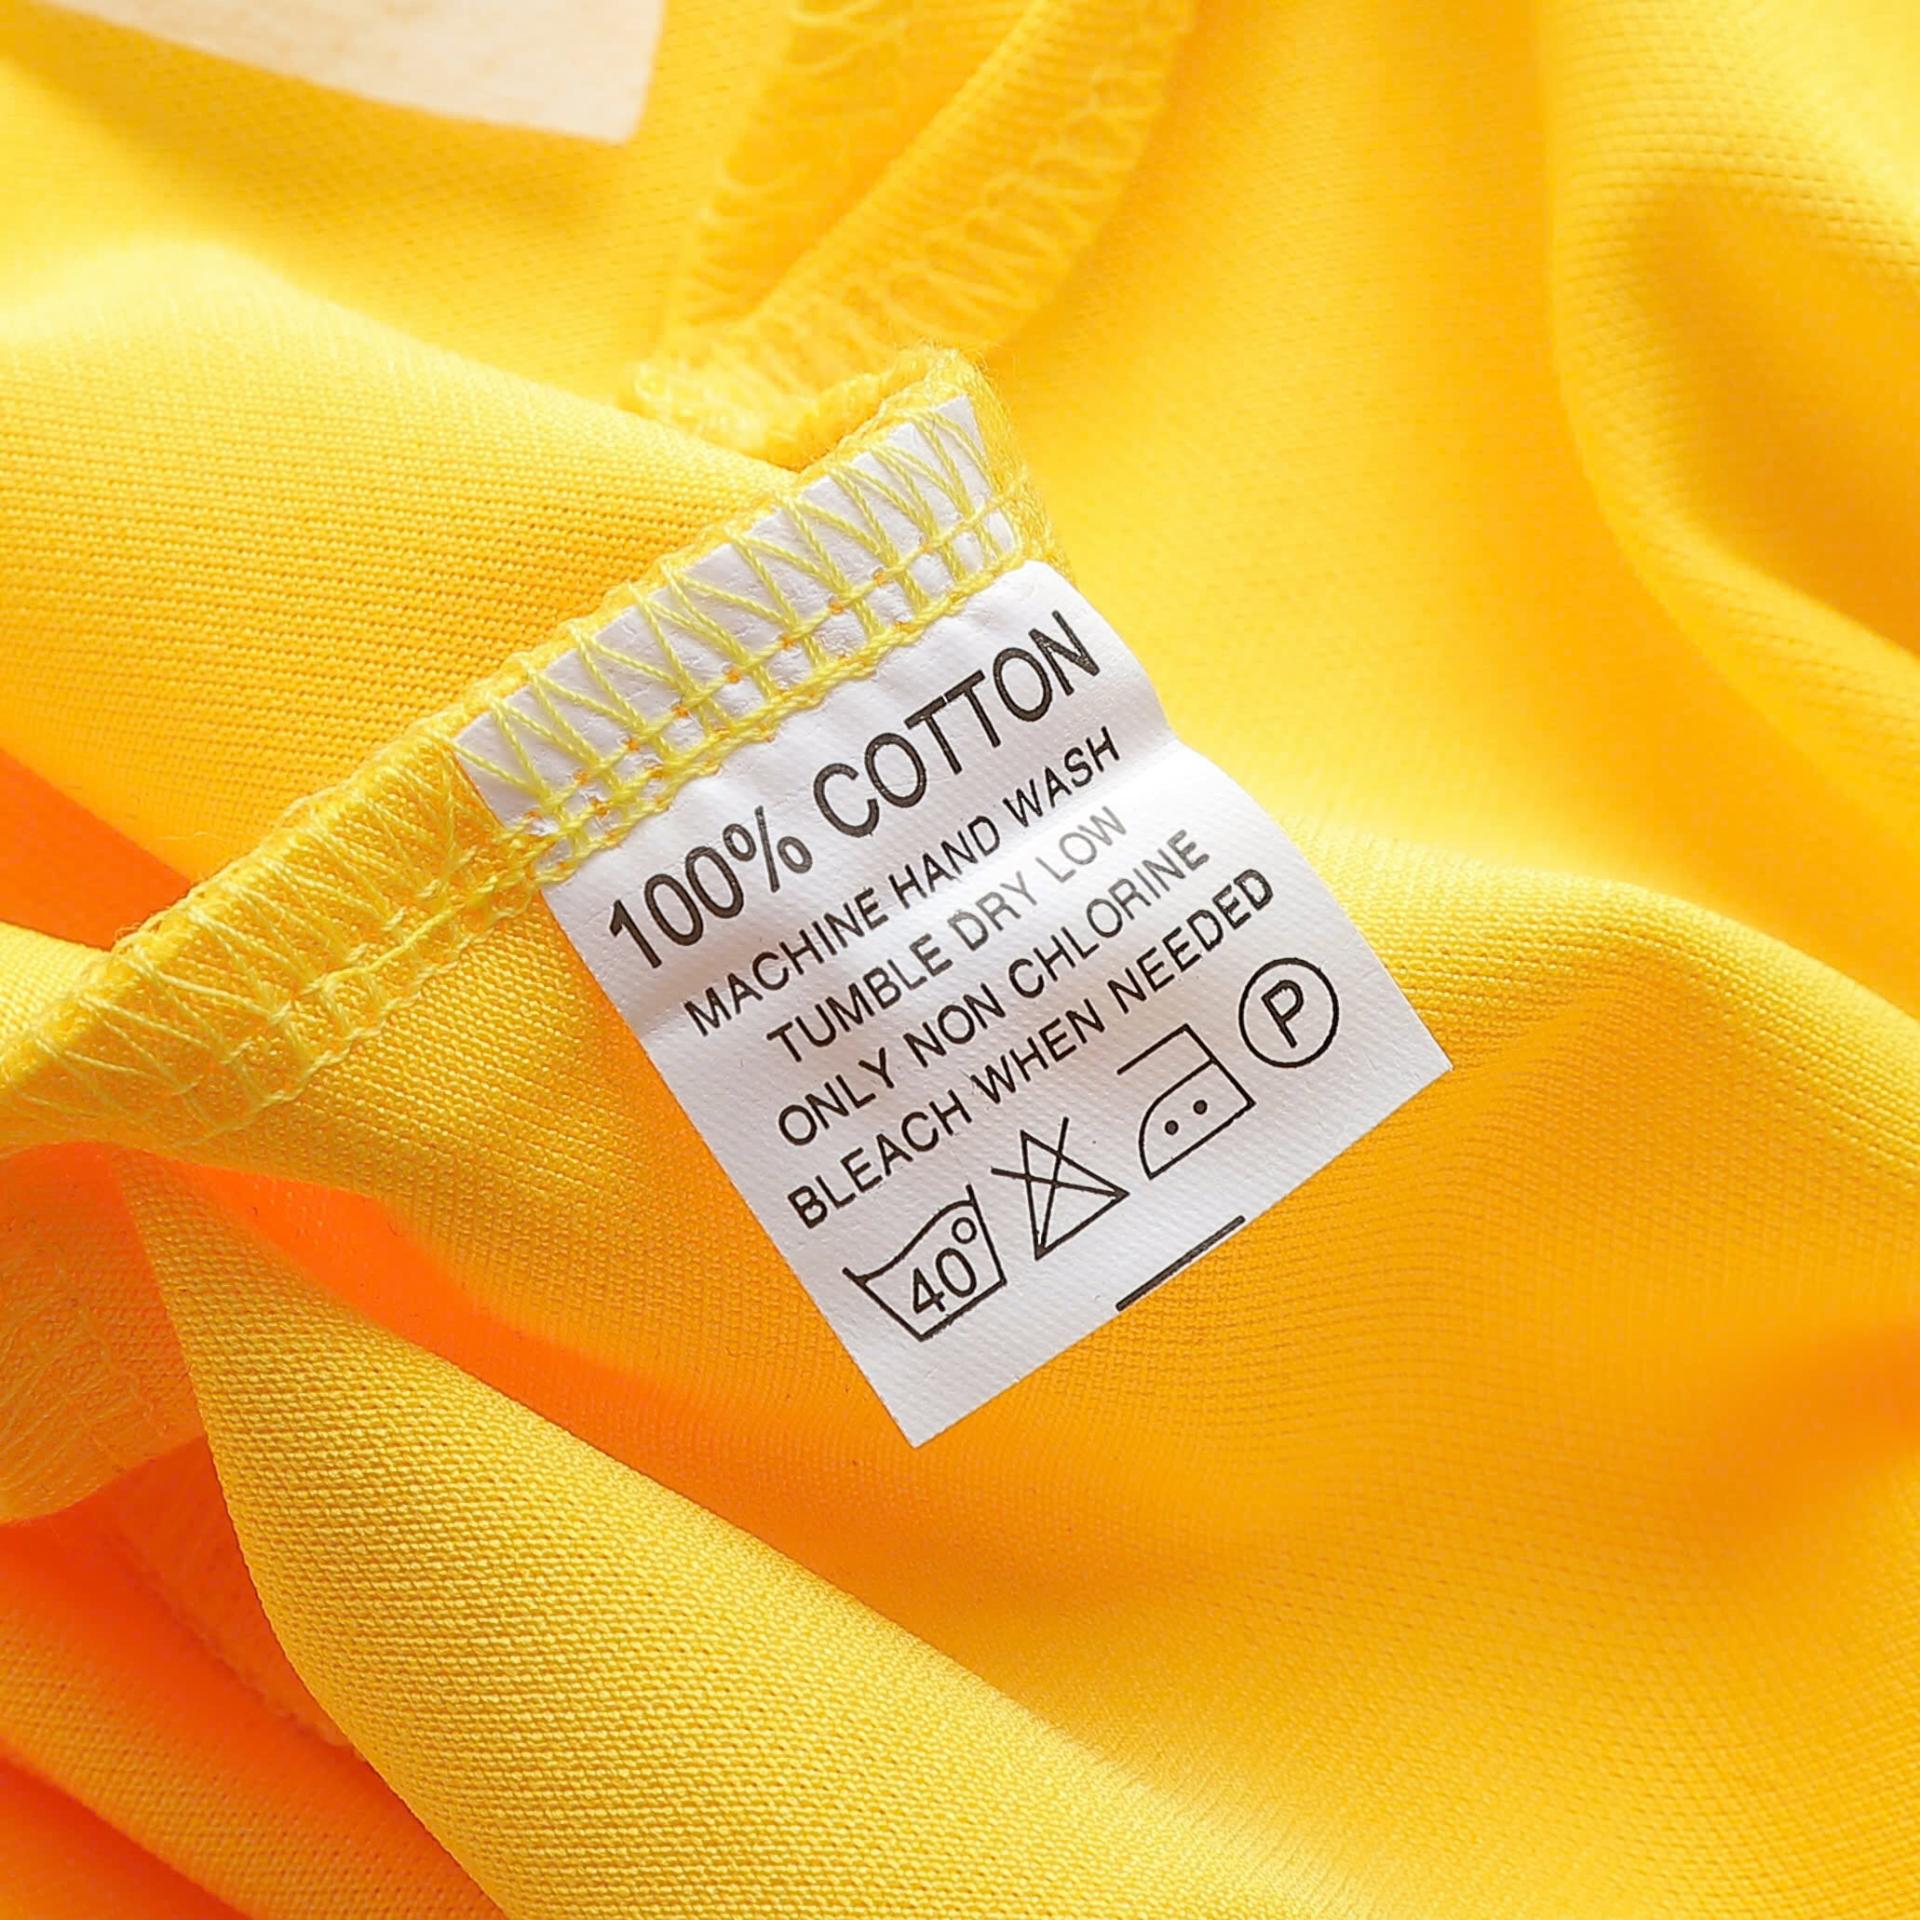 100% COTTON
MACHINE HAND WASH
TUMBLE DRY LOW
ONLY NON CHLORINE
BLEACH WHEN NEEDED
40° P